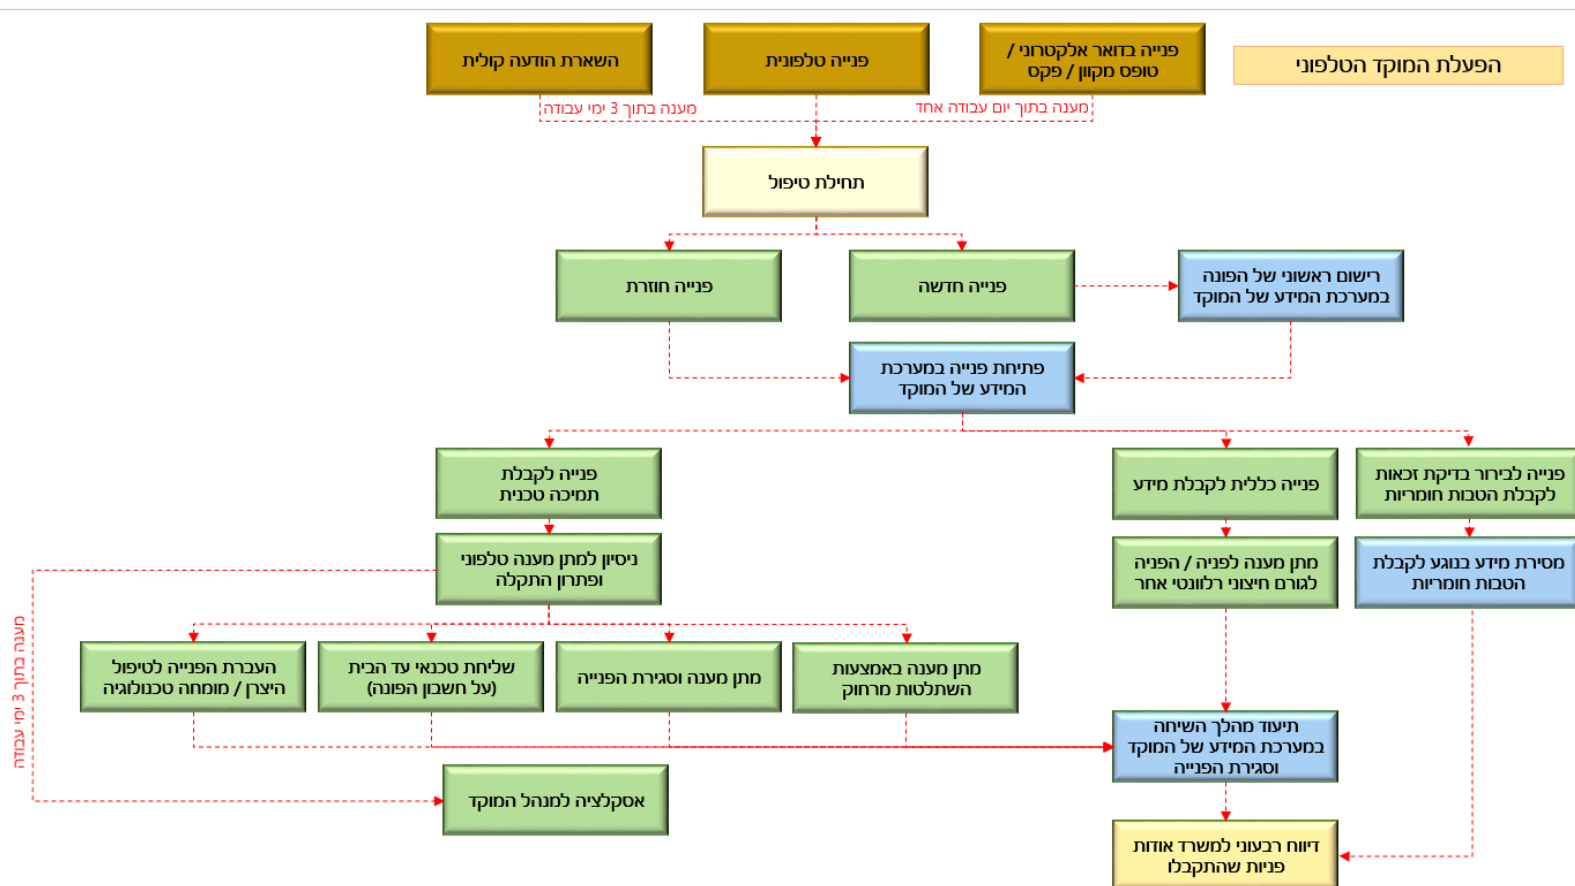 הפעלת המוקד הטלפוני
פנייה בדואר אלקטרוני /
טופס מקוון / פקס
פנייה טלפונית
השארת הודעה קולית
מענה בתוך יום עבודה אחד
מענה בתוך 3 ימי עבודה
תחילת טיפול
רישום ראשוני של הפונה
במערכת המידע של המוקד
פנייה חדשה
פנייה חוזרת
פתיחת פנייה במערכת
המידע של המוקד
פנייה לבירור בדיקת זכאות
לקבלת הטבות חומריות
פנייה כללית לקבלת מידע
פנייה לקבלת
תמיכה טכנית
מסירת מידע בנוגע לקבלת
הטבות חומריות
מתן מענה לפניה / הפניה
לגורם חיצוני רלוונטי אחר
ניסיון למתן מענה טלפוני
ופתרון התקלה
מתן מענה באמצעות
השתלטות מרחוק
מתן מענה וסגירת הפנייה
שליחת טכנאי עד הבית
(על חשבון הפונה)
העברת הפנייה לטיפול
היצרן / מומחה טכנולוגיה
מענה בתוך 3 ימי עבודה
תיעוד מהלך השיחה
במערכת המידע של המוקד
וסגירת הפנייה
אסקלציה למנהל המוקד
דיווח רבעוני למשרד אודות
פניות שהתקבלו